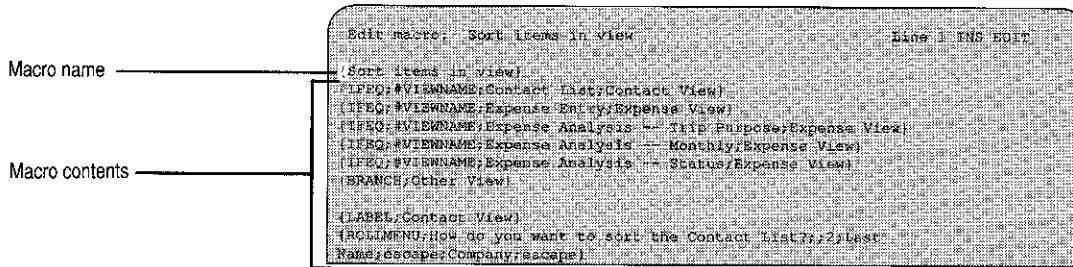 Edit macro: Sort items in view Line 1 INS EDIT
Macro name
{Sort items in view}
{IFEQ;#VIEWNAME;Contact List;Contact View}
{IFEQ;#VIEWNAME;Expense Entry;Expense View}
{IFEQ;#VIEWNAME;Expense Analysis -- Trip Purpose;Expense View}
{IFEQ;#VIEWNAME;Expense Analysis -- Monthly;Expense View}
{IFEQ;#VIEWNAME;Expense Analysis -- Status;Expense View}
Macro contents
{BRANCH;Other View}
{LABEL;Contact View}
{ROLLMENU;How do you want to sort the Contact List?;;2;Last
Name;escape;Company;escape}